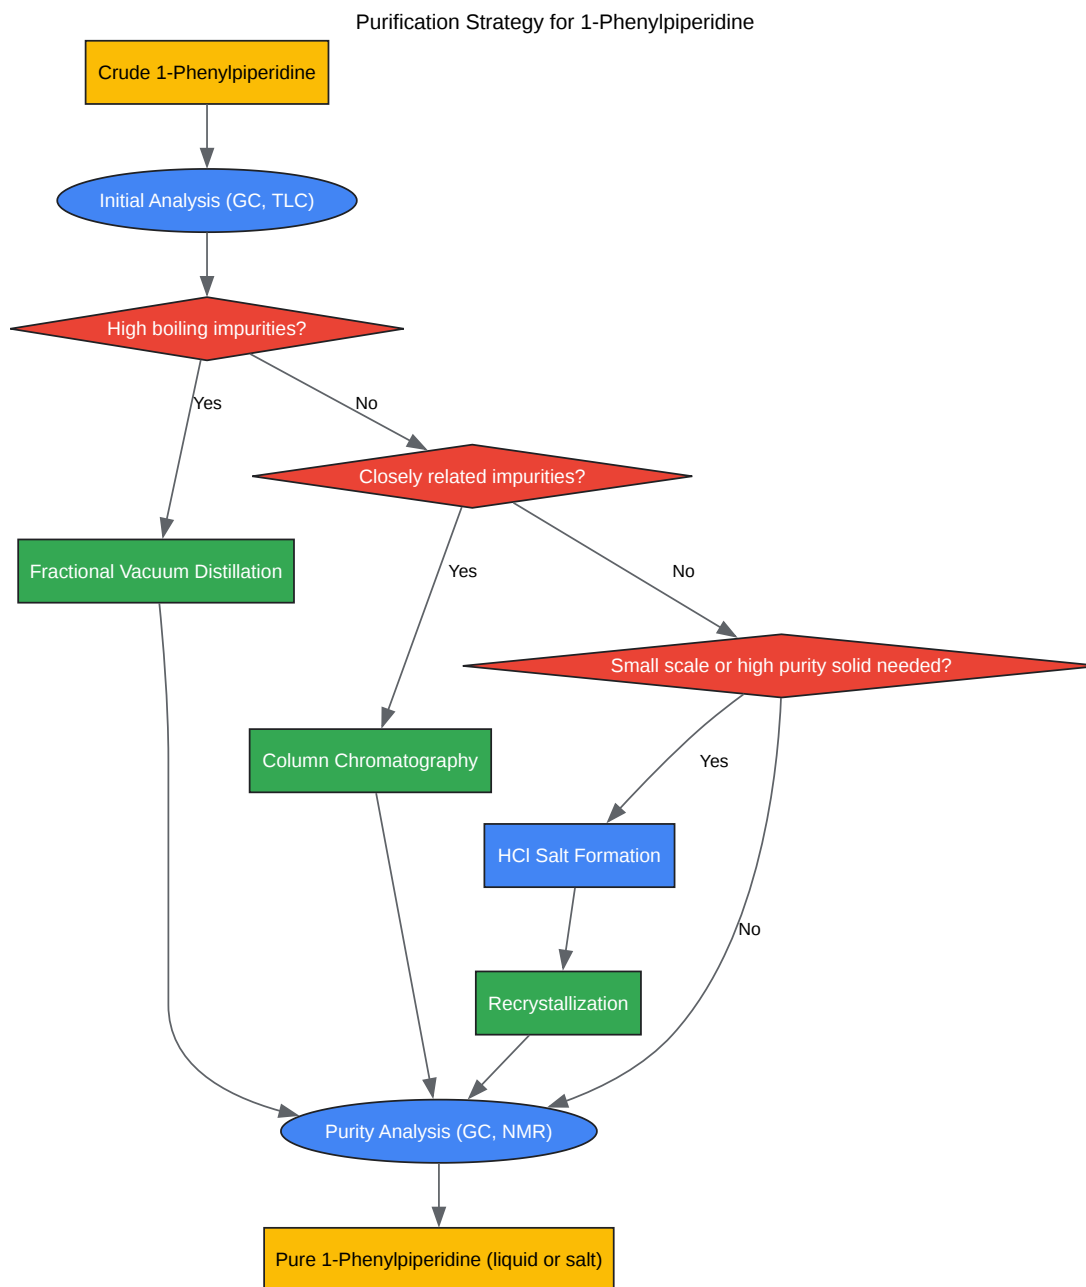 Purification Strategy for 1-Phenylpiperidine
Crude 1-Phenylpiperidine
Initial Analysis (GC, TLC)
High boiling impurities?
Yes
No
Closely related impurities?
Fractional Vacuum Distillation
Yes
No
Small scale or high purity solid needed?
Column Chromatography
Yes
HCl Salt Formation
No
Recrystallization
Purity Analysis (GC, NMR)
Pure 1-Phenylpiperidine (liquid or salt)